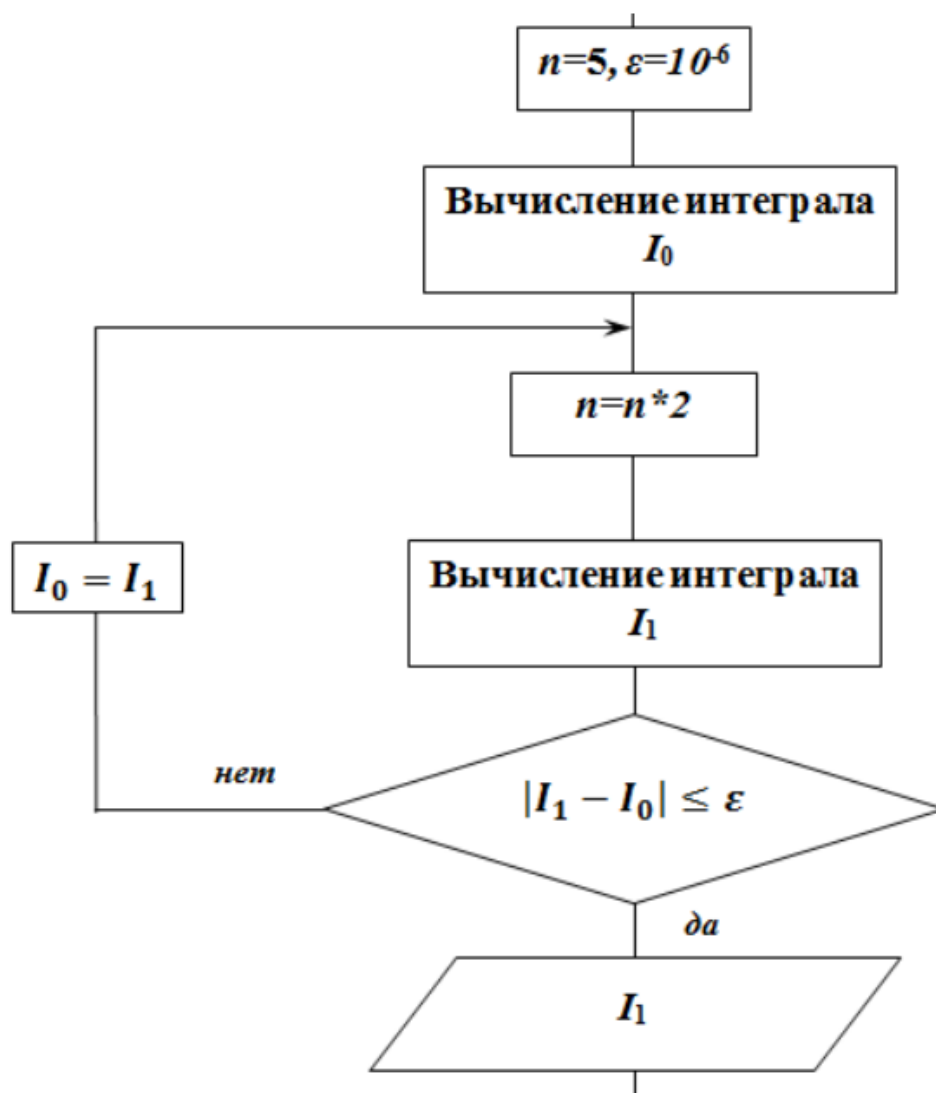 n=5, ε=10⁻⁶
Вычисление интеграла
I₀
n=n*2
I₀ = I₁
Вычисление интеграла
I₁
нет
|I₁ − I₀| ≤ ε
да
I₁